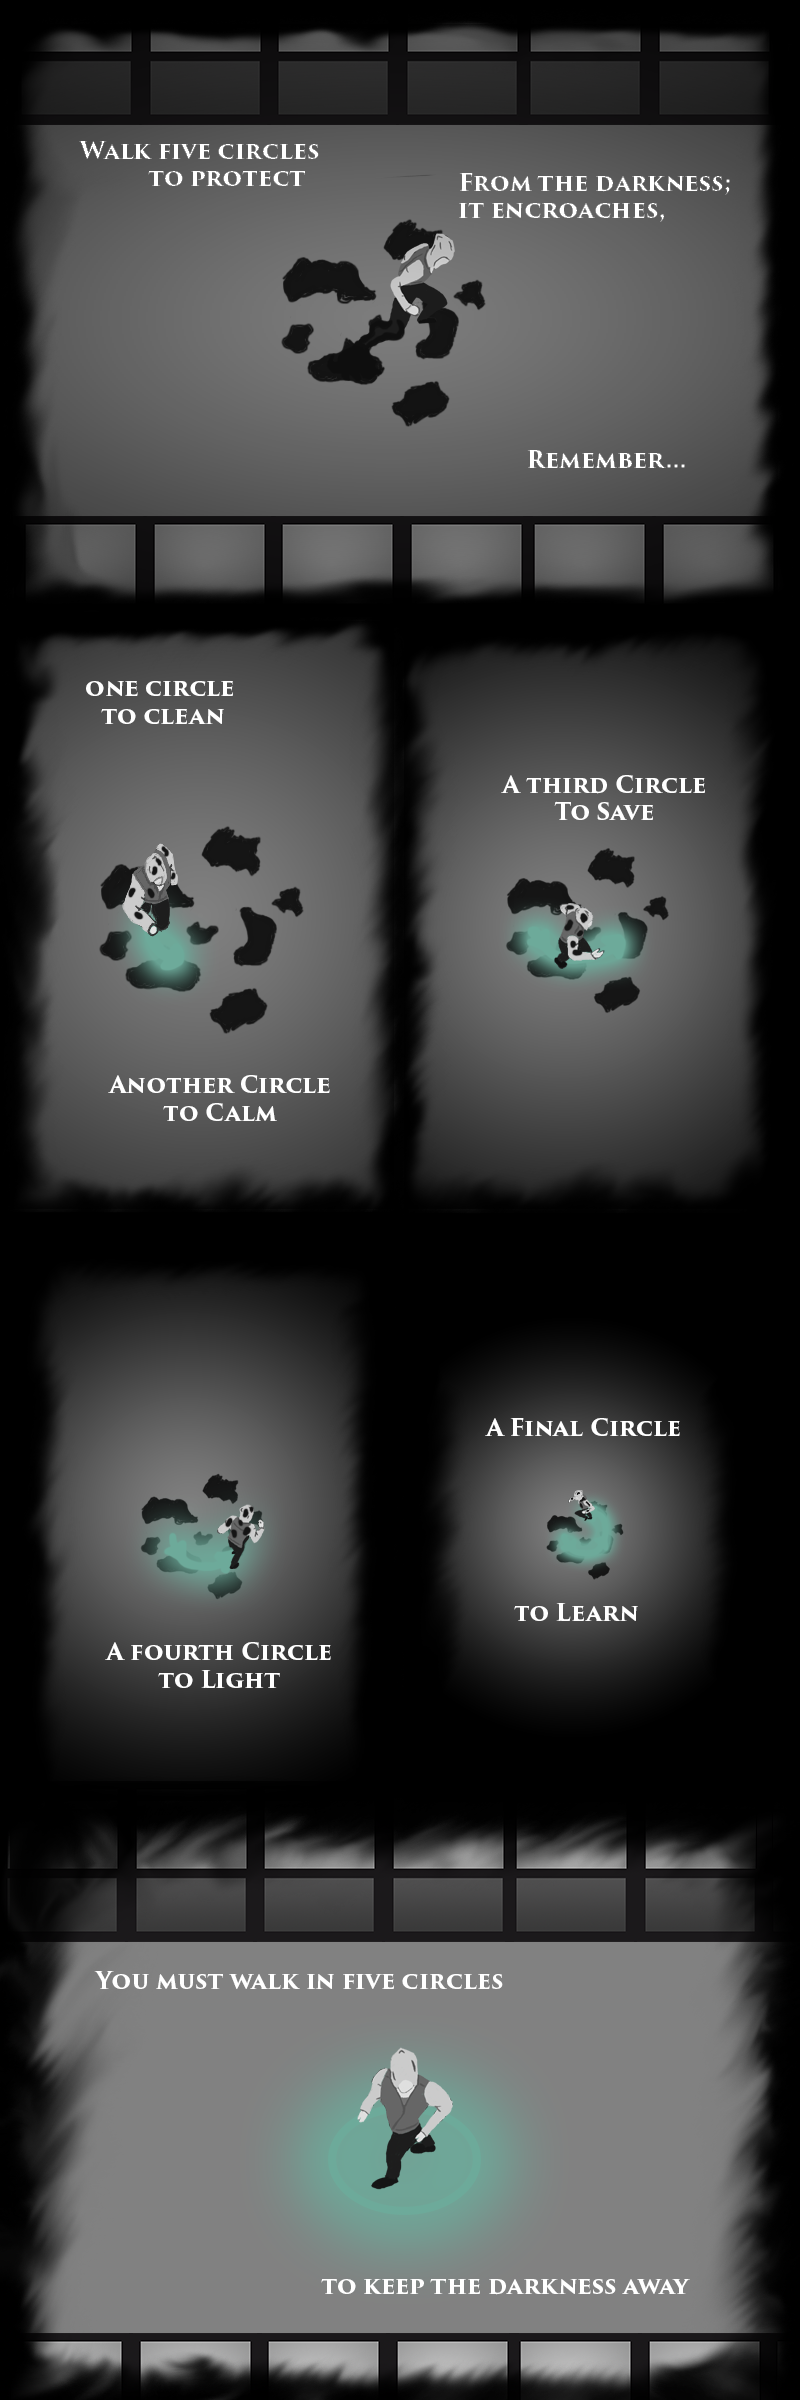 Walk five circles
to protect
From the darkness;
it encroaches,
Remember...
one circle
to clean
Another Circle
to Calm
A third Circle
To Save
A fourth Circle
to Light
A Final Circle
to Learn
You must walk in five circles
to keep the darkness away